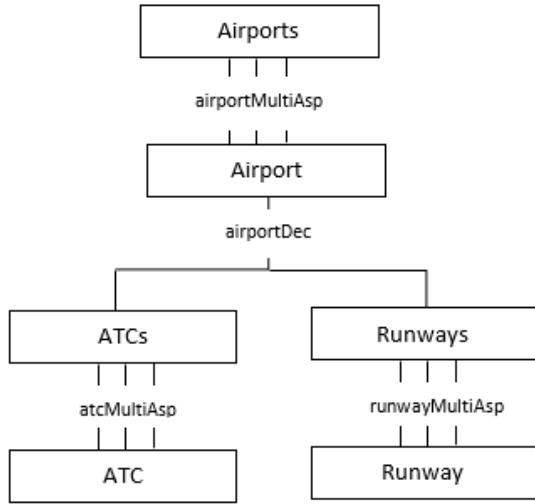 Airports
airportMultiAsp
Airport
airportDec
ATCs
Runways
atcMultiAsp
runwayMultiAsp
ATC
Runway